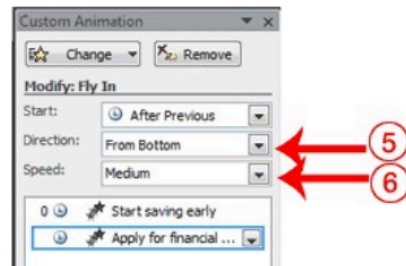 Custom Animation
Change Remove
Modify: Fly In
Start: After Previous
Direction: From Bottom 5
Speed: Medium 6
0 Start saving early
Apply for financial ...